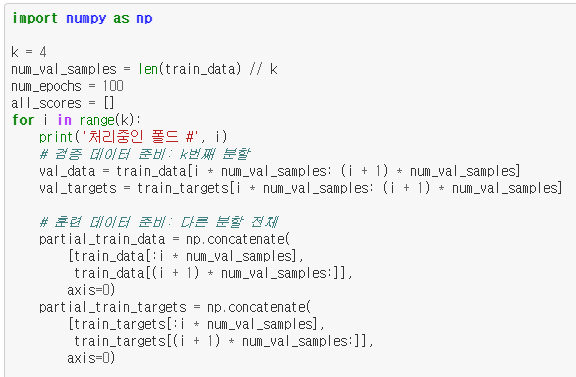 import numpy as np

k = 4
num_val_samples = len(train_data) // k
num_epochs = 100
all_scores = []
for i in range(k):
    print('처리중인 폴드 #', i)
    # 검증 데이터 준비: k번째 분할
    val_data = train_data[i * num_val_samples: (i + 1) * num_val_samples]
    val_targets = train_targets[i * num_val_samples: (i + 1) * num_val_samples]

    # 훈련 데이터 준비: 다른 분할 전체
    partial_train_data = np.concatenate(
        [train_data[:i * num_val_samples],
         train_data[(i + 1) * num_val_samples:]],
        axis=0)
    partial_train_targets = np.concatenate(
        [train_targets[:i * num_val_samples],
         train_targets[(i + 1) * num_val_samples:]],
        axis=0)